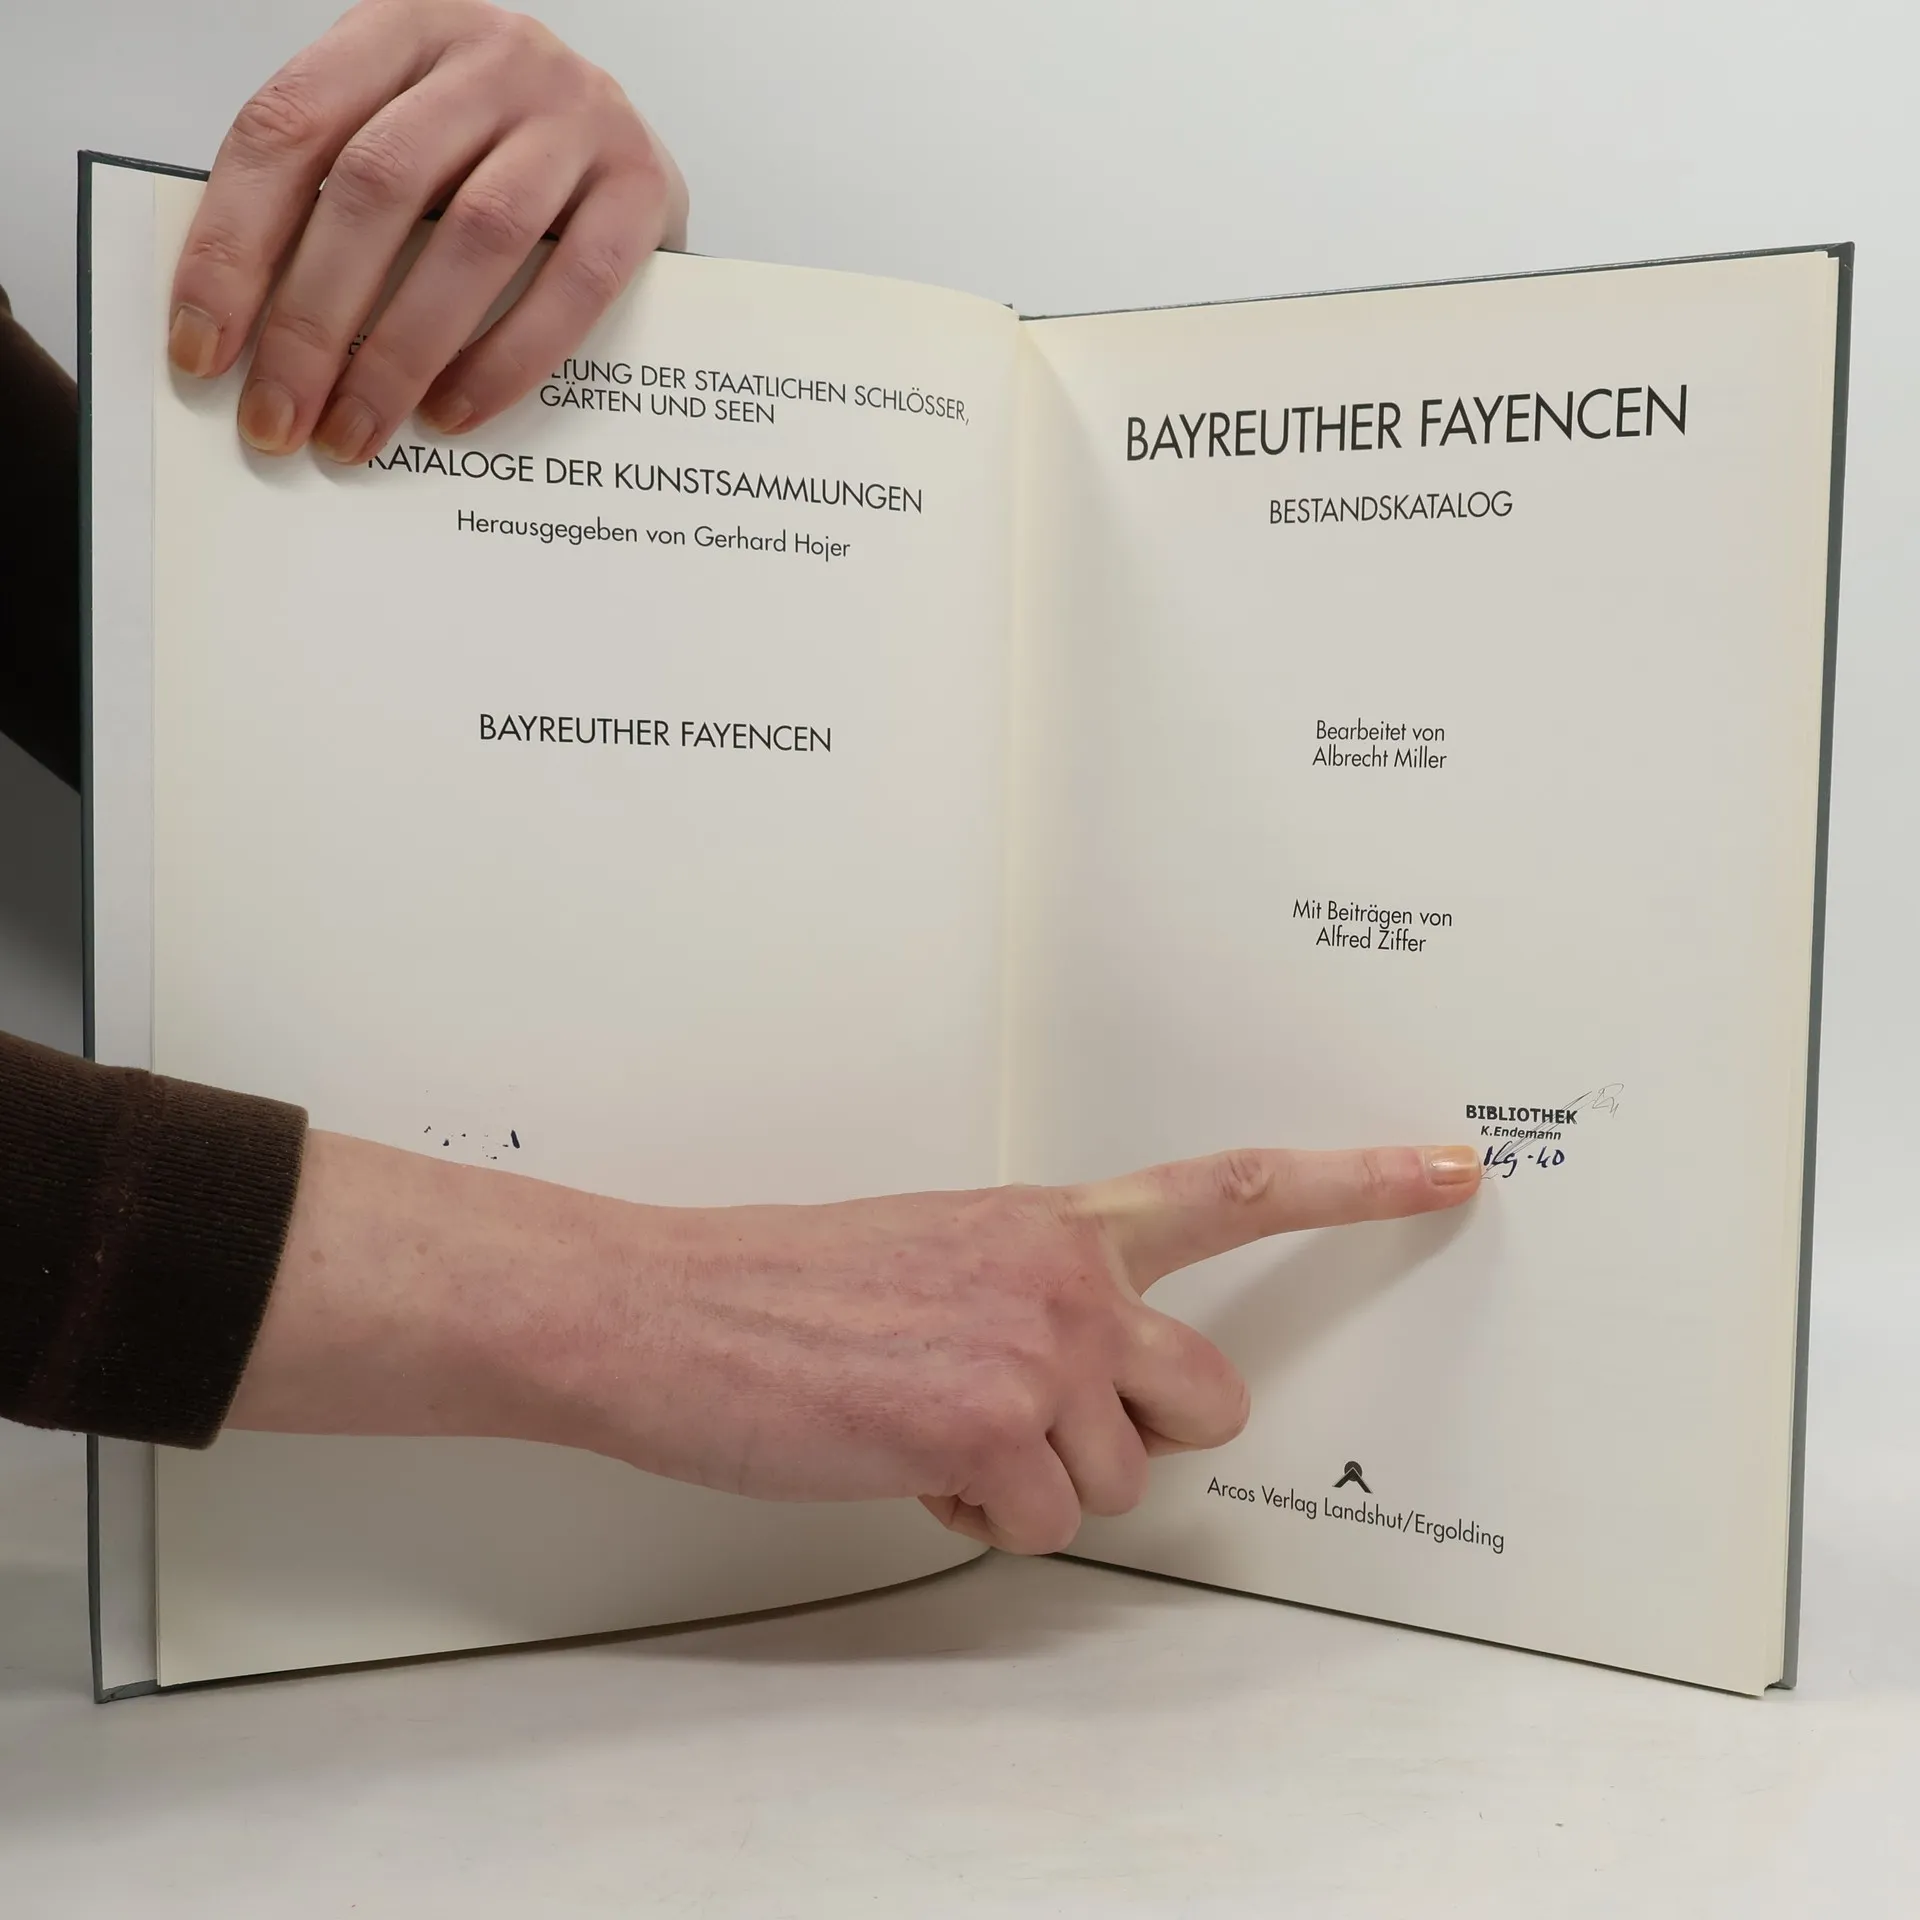 DER STAATLICHEN SCHLÖSSER,
GÄRTEN UND SEEN
KATALOGE DER KUNSTSAMMLUNGEN
Herausgegeben von Gerhard Hojer
BAYREUTHER FAYENCEN
BAYREUTHER FAYENCEN
BESTANDSKATALOG
Bearbeitet von
Albrecht Miller
Mit Beiträgen von
Alfred Ziffer
BIBLIOTHEK
K.Endemann
Arcos Verlag Landshut/Ergolding